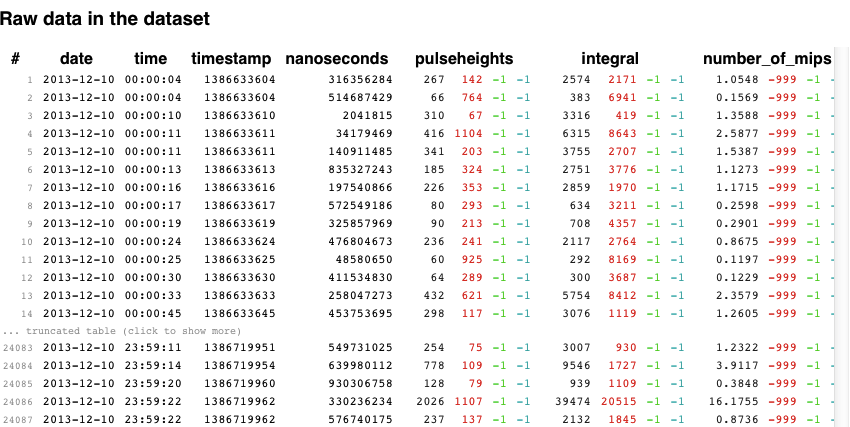 Raw data in the dataset
# date time timestamp nanoseconds pulseheights integral number_of_mips
1 2013-12-10 00:00:04 1386633604 316356284 267 142 -1 -1 2574 2171 -1 -1 1.0548 -999 -1 -
2 2013-12-10 00:00:04 1386633604 514687429 66 764 -1 -1 383 6941 -1 -1 0.1569 -999 -1 -
3 2013-12-10 00:00:10 1386633610 2041815 310 67 -1 -1 3316 419 -1 -1 1.3588 -999 -1 -
4 2013-12-10 00:00:11 1386633611 34179469 416 1104 -1 -1 6315 8643 -1 -1 2.5877 -999 -1 -
5 2013-12-10 00:00:11 1386633611 140911485 341 203 -1 -1 3755 2707 -1 -1 1.5387 -999 -1 -
6 2013-12-10 00:00:13 1386633613 835327243 185 324 -1 -1 2751 3776 -1 -1 1.1273 -999 -1 -
7 2013-12-10 00:00:16 1386633616 197540866 226 353 -1 -1 2859 1970 -1 -1 1.1715 -999 -1 -
8 2013-12-10 00:00:17 1386633617 572549186 80 293 -1 -1 634 3211 -1 -1 0.2598 -999 -1 -
9 2013-12-10 00:00:19 1386633619 325857969 90 213 -1 -1 708 4357 -1 -1 0.2901 -999 -1 -
10 2013-12-10 00:00:24 1386633624 476804673 236 241 -1 -1 2117 2764 -1 -1 0.8675 -999 -1 -
11 2013-12-10 00:00:25 1386633625 48580650 60 925 -1 -1 292 8169 -1 -1 0.1197 -999 -1 -
12 2013-12-10 00:00:30 1386633630 411534830 64 289 -1 -1 300 3687 -1 -1 0.1229 -999 -1 -
13 2013-12-10 00:00:33 1386633633 258047273 432 621 -1 -1 5754 8412 -1 -1 2.3579 -999 -1 -
14 2013-12-10 00:00:45 1386633645 453753695 298 117 -1 -1 3076 1119 -1 -1 1.2605 -999 -1 -
... truncated table (click to show more)
24083 2013-12-10 23:59:11 1386719951 549731025 254 75 -1 -1 3007 930 -1 -1 1.2322 -999 -1 -
24084 2013-12-10 23:59:14 1386719954 639980112 778 109 -1 -1 9546 1727 -1 -1 3.9117 -999 -1 -
24085 2013-12-10 23:59:20 1386719960 930306758 128 79 -1 -1 939 1109 -1 -1 0.3848 -999 -1 -
24086 2013-12-10 23:59:22 1386719962 330236234 2026 1107 -1 -1 39474 20515 -1 -1 16.1755 -999 -1 -
24087 2013-12-10 23:59:22 1386719962 576740175 237 137 -1 -1 2132 1845 -1 -1 0.8736 -999 -1 -